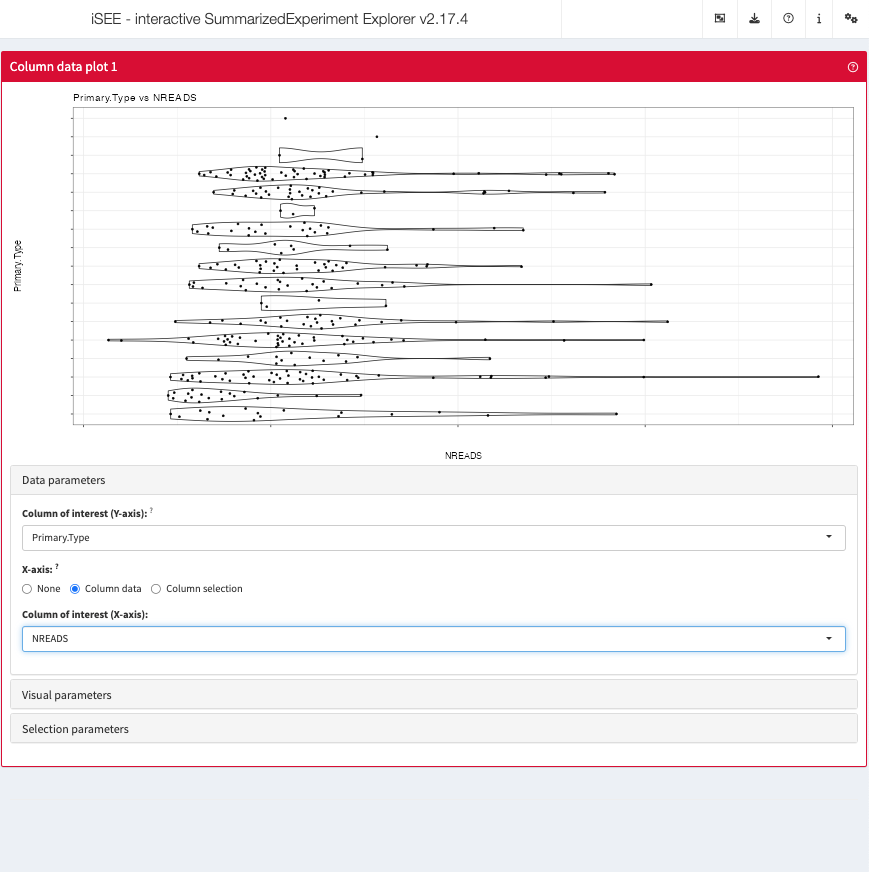 iSEE - interactive SummarizedExperiment Explorer v2.17.4
Column data plot 1
Primary.Type vs NREADS
Primary.Type
NREADS
Data parameters
Column of interest (Y-axis): ?
Primary.Type
X-axis: ?
None Column data Column selection
Column of interest (X-axis):
NREADS
Visual parameters
Selection parameters